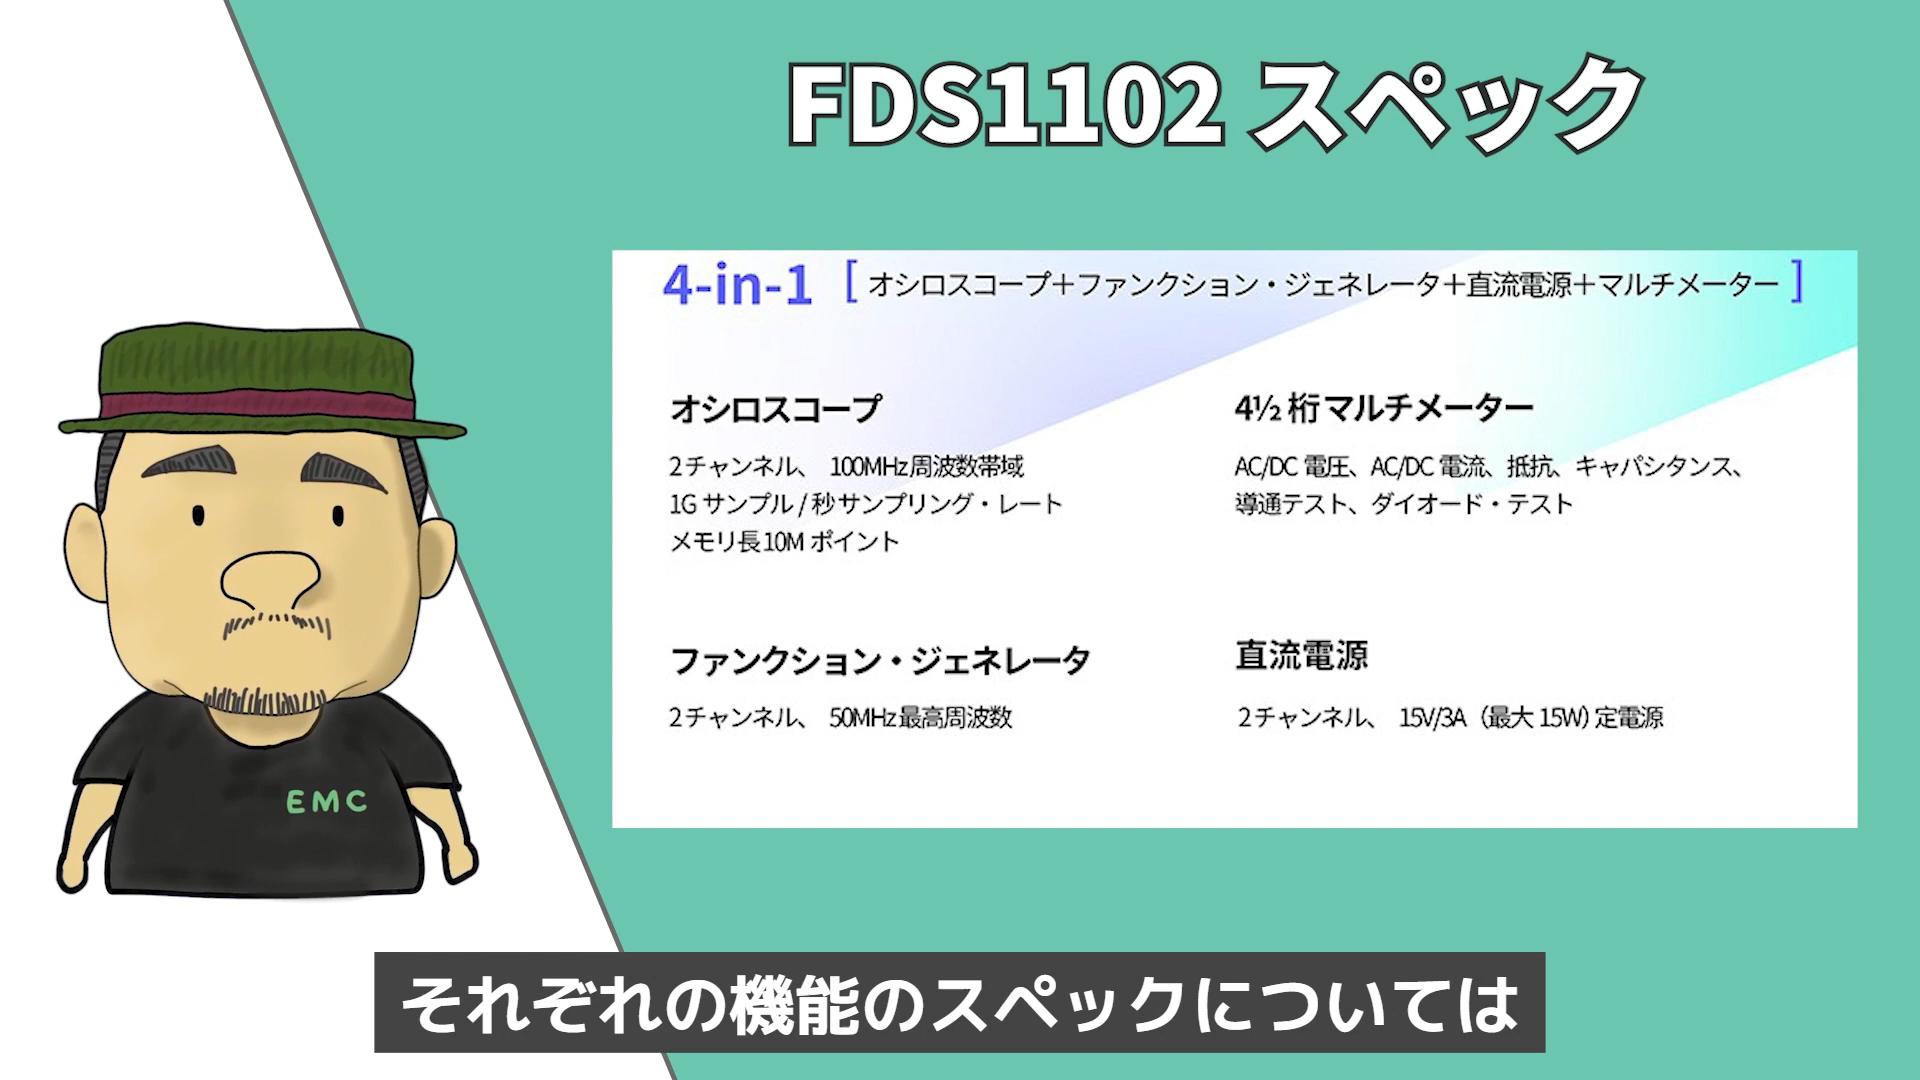 FDS1102 スペック
4-in-1 [ オシロスコープ＋ファンクション・ジェネレータ＋直流電源＋マルチメーター ]
オシロスコープ
2チャンネル、 100MHz周波数帯域
1G サンプル / 秒サンプリング・レート
メモリ長10M ポイント
4½ 桁マルチメーター
AC/DC 電圧、AC/DC 電流、抵抗、キャパシタンス、
導通テスト、ダイオード・テスト
ファンクション・ジェネレータ
2チャンネル、 50MHz最高周波数
直流電源
2チャンネル、 15V/3A（最大 15W) 定電源
EMC
それぞれの機能のスペックについては